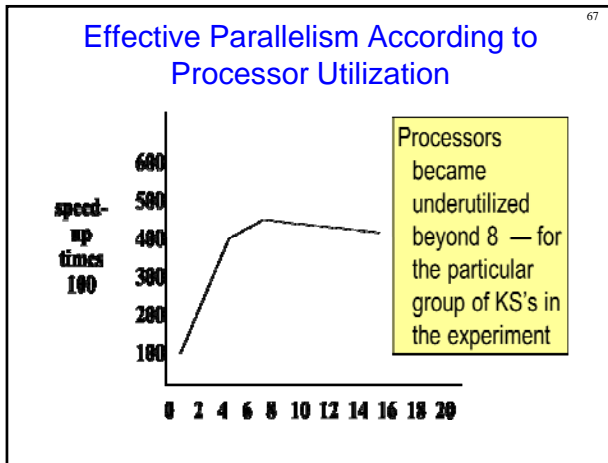 67
Effective Parallelism According to
Processor Utilization
600
500
400
300
200
100
speed-
up
times
100
Processors
became
underutilized
beyond 8 — for
the particular
group of KS's in
the experiment
0 2 4 6 8 10 12 14 16 18 20